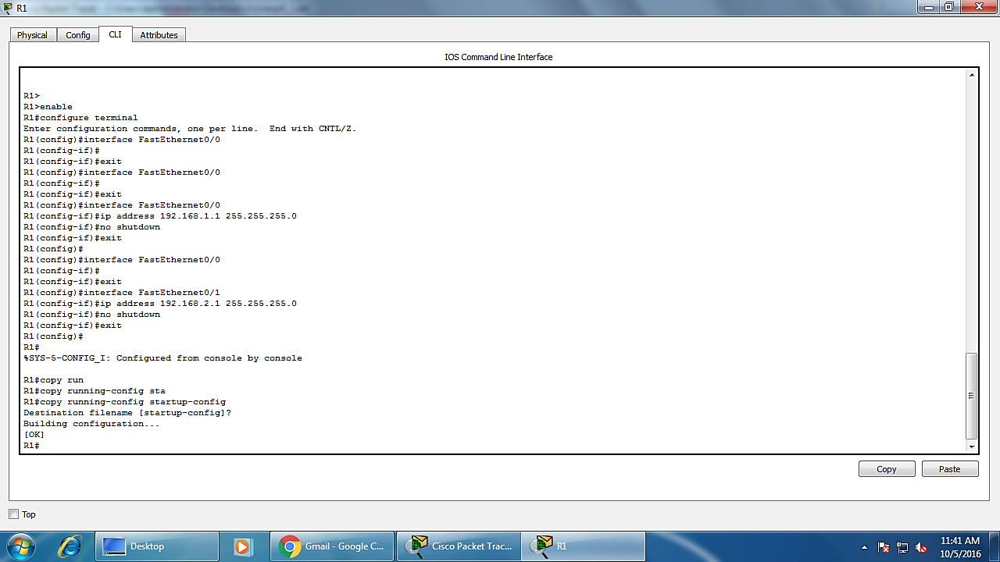 R1
Physical
Config
CLI
Attributes
IOS Command Line Interface
R1>
R1>enable
R1#configure terminal
Enter configuration commands, one per line.  End with CNTL/Z.
R1(config)#interface FastEthernet0/0
R1(config-if)#
R1(config-if)#exit
R1(config)#interface FastEthernet0/0
R1(config-if)#
R1(config-if)#exit
R1(config)#interface FastEthernet0/0
R1(config-if)#ip address 192.168.1.1 255.255.255.0
R1(config-if)#no shutdown
R1(config-if)#exit
R1(config)#
R1(config)#interface FastEthernet0/0
R1(config-if)#
R1(config-if)#exit
R1(config)#interface FastEthernet0/1
R1(config-if)#ip address 192.168.2.1 255.255.255.0
R1(config-if)#no shutdown
R1(config-if)#exit
R1(config)#
R1#
%SYS-5-CONFIG_I: Configured from console by console
R1#copy run
R1#copy running-config sta
R1#copy running-config startup-config
Destination filename [startup-config]?
Building configuration...
[OK]
R1#
Copy
Paste
Top
Desktop
Gmail - Google C...
Cisco Packet Trac...
R1
11:41 AM
10/5/2016